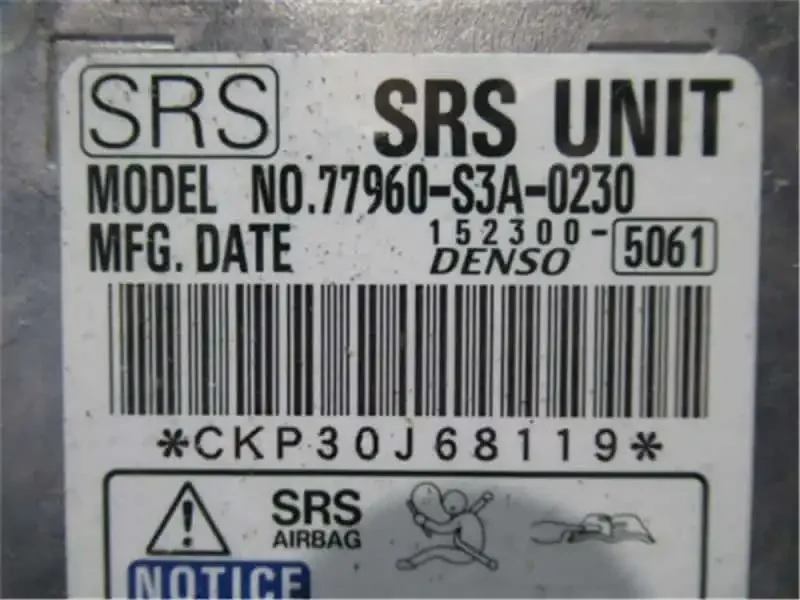 SRS SRS UNIT
MODEL NO.77960-S3A-0230
MFG. DATE 152300-5061
DENSO
*CKP30J68119*
SRS
AIRBAG
NOTICE